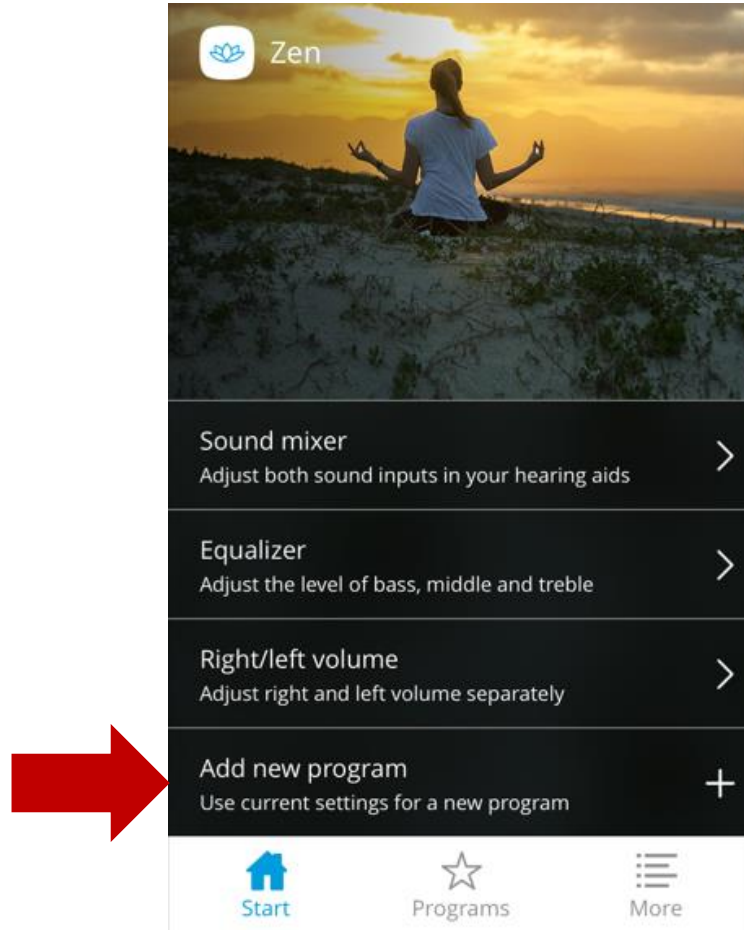 Zen
Sound mixer
Adjust both sound inputs in your hearing aids
Equalizer
Adjust the level of bass, middle and treble
Right/left volume
Adjust right and left volume separately
Add new program
Use current settings for a new program
Start Programs More